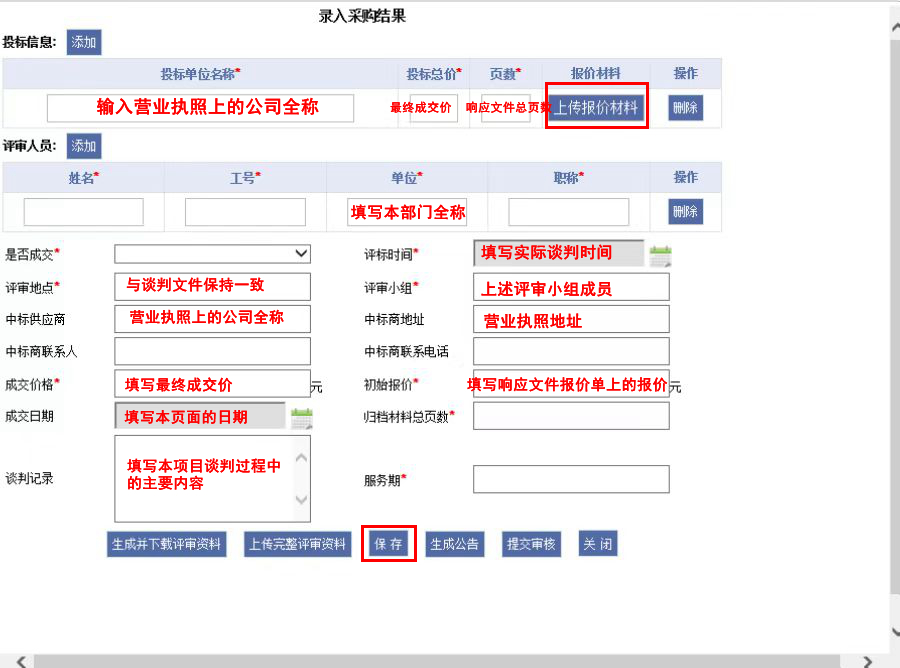 录入采购结果
投标信息: 添加
投标单位名称* 投标总价* 页数* 报价材料 操作
输入营业执照上的公司全称 最终成交价 响应文件总页数 上传报价材料 删除
评审人员: 添加
姓名* 工号* 单位* 职称* 操作
填写本部门全称 删除
是否成交* 评标时间* 填写实际谈判时间
评审地点* 与谈判文件保持一致 评审小组* 上述评审小组成员
中标供应商 营业执照上的公司全称 中标商地址 营业执照地址
中标商联系人 中标商联系电话
成交价格* 填写最终成交价 元 初始报价* 填写响应文件报价单上的报价 元
成交日期 填写本页面的日期 归档材料总页数*
谈判记录 填写本项目谈判过程中
的主要内容 服务期*
生成并下载评审资料 上传完整评审资料 保 存 生成公告 提交审核 关 闭